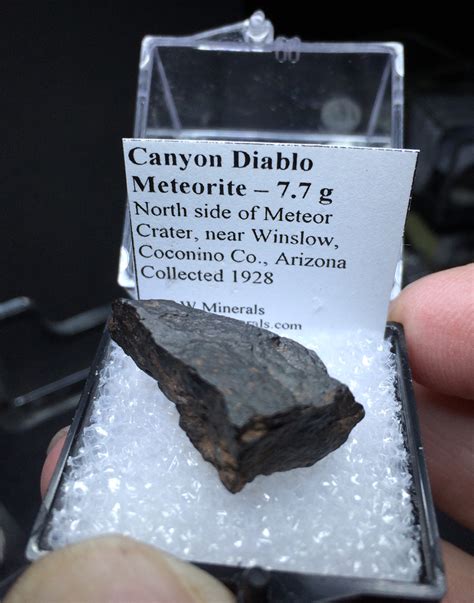 Canyon Diablo
Meteorite – 7.7 g
North side of Meteor
Crater, near Winslow,
Coconino Co., Arizona
Collected 1928
W Minerals